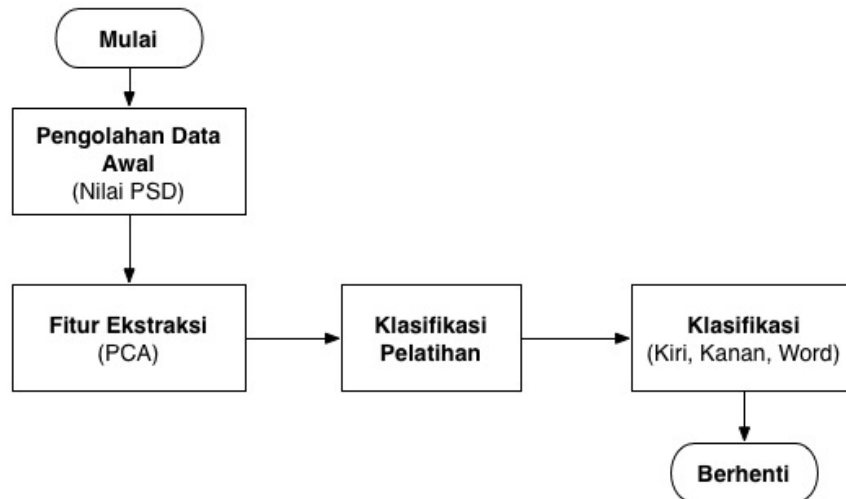 Mulai
Pengolahan Data
Awal
(Nilai PSD)
Fitur Ekstraksi
(PCA)
Klasifikasi
Pelatihan
Klasifikasi
(Kiri, Kanan, Word)
Berhenti